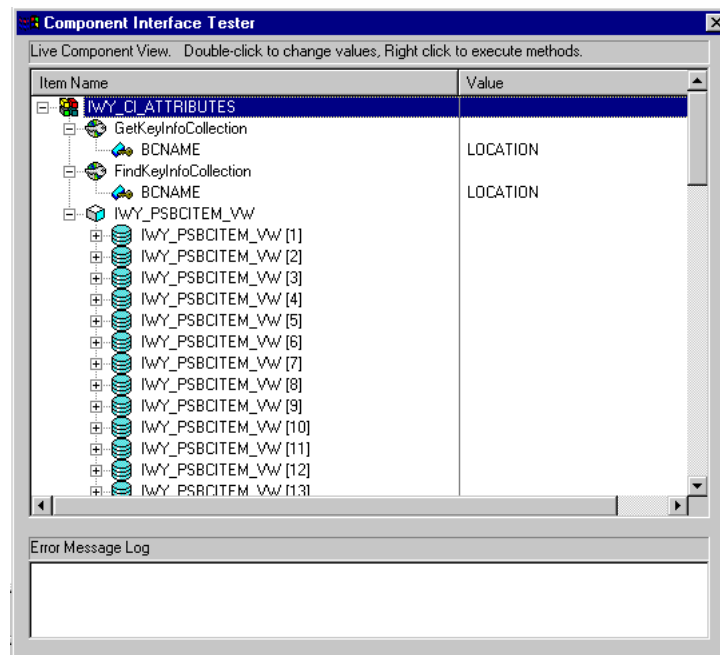 Component Interface Tester
Live Component View. Double-click to change values, Right click to execute methods.
Item Name Value
IWY_CI_ATTRIBUTES
GetKeyInfoCollection
BCNAME LOCATION
FindKeyInfoCollection
BCNAME LOCATION
IWY_PSBCITEM_VW
IWY_PSBCITEM_VW [1]
IWY_PSBCITEM_VW [2]
IWY_PSBCITEM_VW [3]
IWY_PSBCITEM_VW [4]
IWY_PSBCITEM_VW [5]
IWY_PSBCITEM_VW [6]
IWY_PSBCITEM_VW [7]
IWY_PSBCITEM_VW [8]
IWY_PSBCITEM_VW [9]
IWY_PSBCITEM_VW [10]
IWY_PSBCITEM_VW [11]
IWY_PSBCITEM_VW [12]
IWY_PSBCITEM_VW [13]
Error Message Log